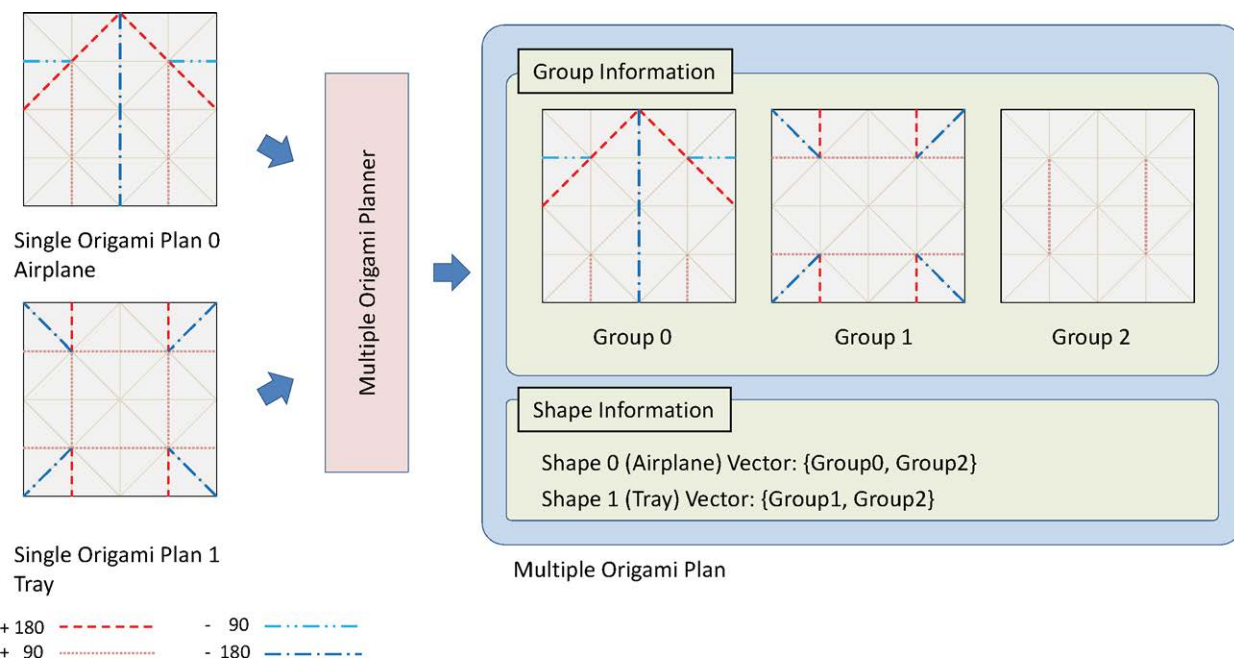 Single Origami Plan 0
Airplane
Single Origami Plan 1
Tray
+ 180
- 90
+ 90
- 180
Multiple Origami Planner
Group Information
Group 0
Group 1
Group 2
Shape Information
Shape 0 (Airplane) Vector: {Group0, Group2}
Shape 1 (Tray) Vector: {Group1, Group2}
Multiple Origami Plan